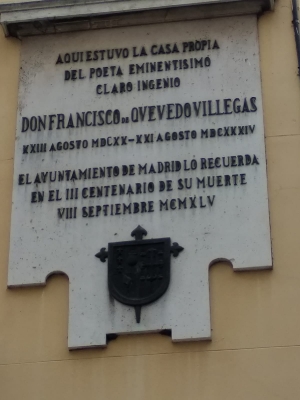 AQUI ESTUVO LA CASA PROPIA
DEL POETA EMINENTISIMO
CLARO INGENIO
DON FRANCISCO DE QVEVEDO VILLEGAS
XXIII AGOSTO MDCXX-XXI AGOSTO MDCXXXIV
EL AYUNTAMIENTO DE MADRID LO RECUERDA
EN EL III CENTENARIO DE SU MUERTE
VIII SEPTIEMBRE MCMXLV